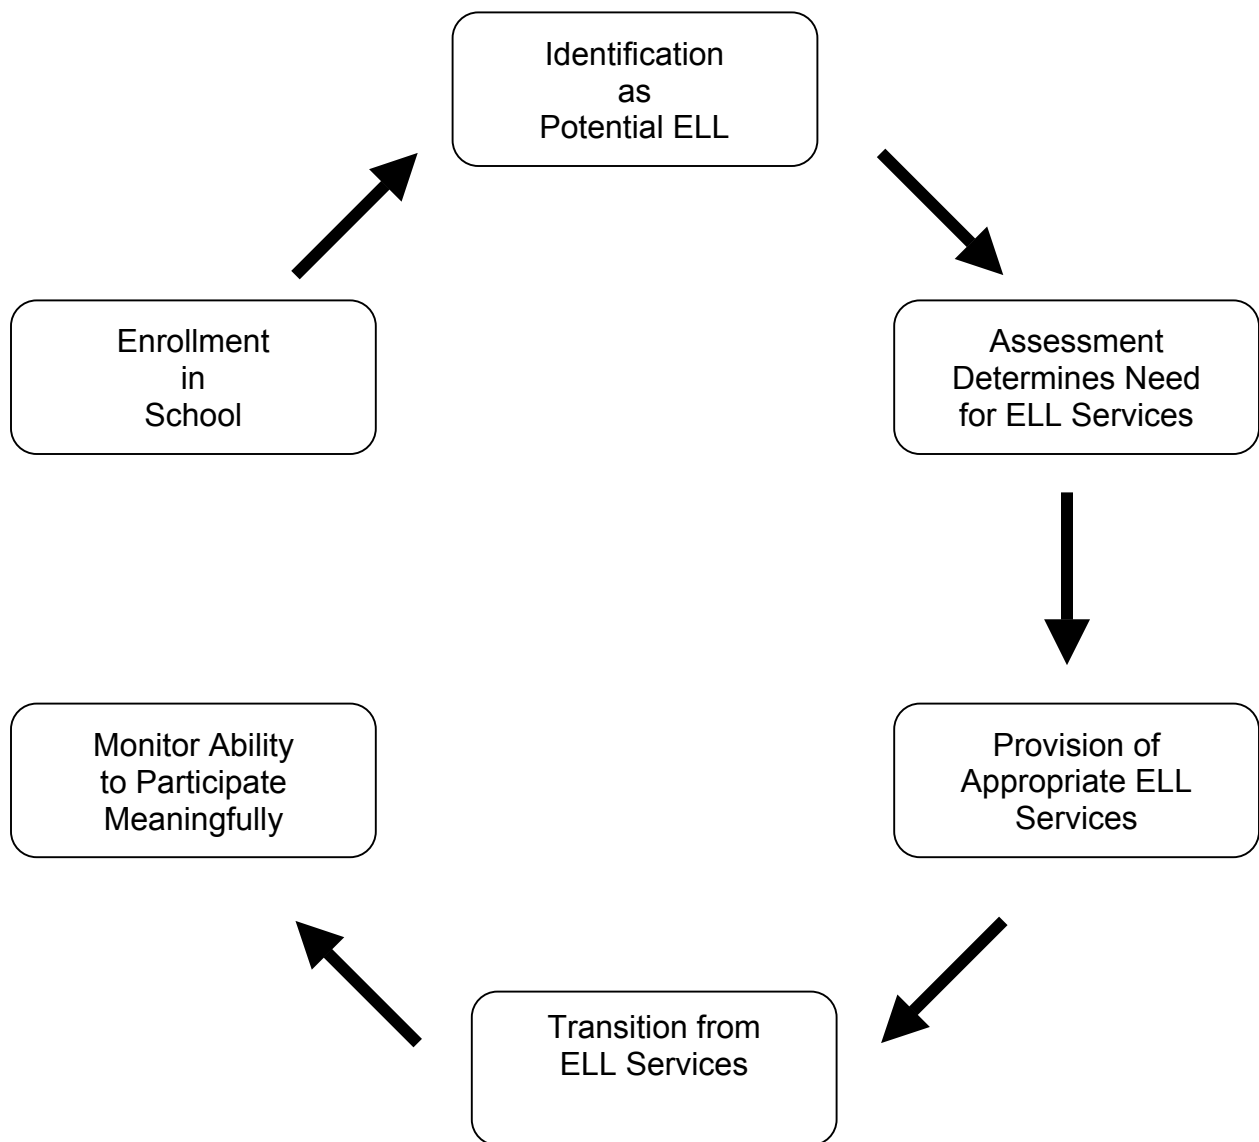 Identification
as
Potential ELL
Enrollment
in
School
Assessment
Determines Need
for ELL Services
Monitor Ability
to Participate
Meaningfully
Provision of
Appropriate ELL
Services
Transition from
ELL Services